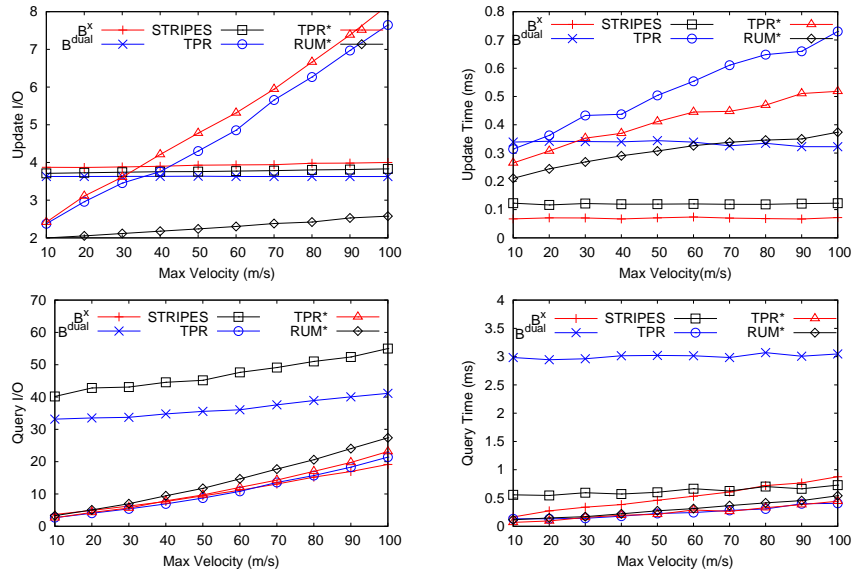 8
7
6
5
4
3
2
Update I/O
B^x
B^dual
STRIPES
TPR
TPR*
RUM*
10 20 30 40 50 60 70 80 90 100
Max Velocity (m/s)
0.8
0.7
0.6
0.5
0.4
0.3
0.2
0.1
0
Update Time (ms)
B^x
B^dual
STRIPES
TPR
TPR*
RUM*
10 20 30 40 50 60 70 80 90 100
Max Velocity(m/s)
70
60
50
40
30
20
10
0
Query I/O
B^x
B^dual
STRIPES
TPR
TPR*
RUM*
10 20 30 40 50 60 70 80 90 100
Max Velocity (m/s)
4
3.5
3
2.5
2
1.5
1
0.5
0
Query Time (ms)
B^x
B^dual
STRIPES
TPR
TPR*
RUM*
10 20 30 40 50 60 70 80 90 100
Max Velocity (m/s)